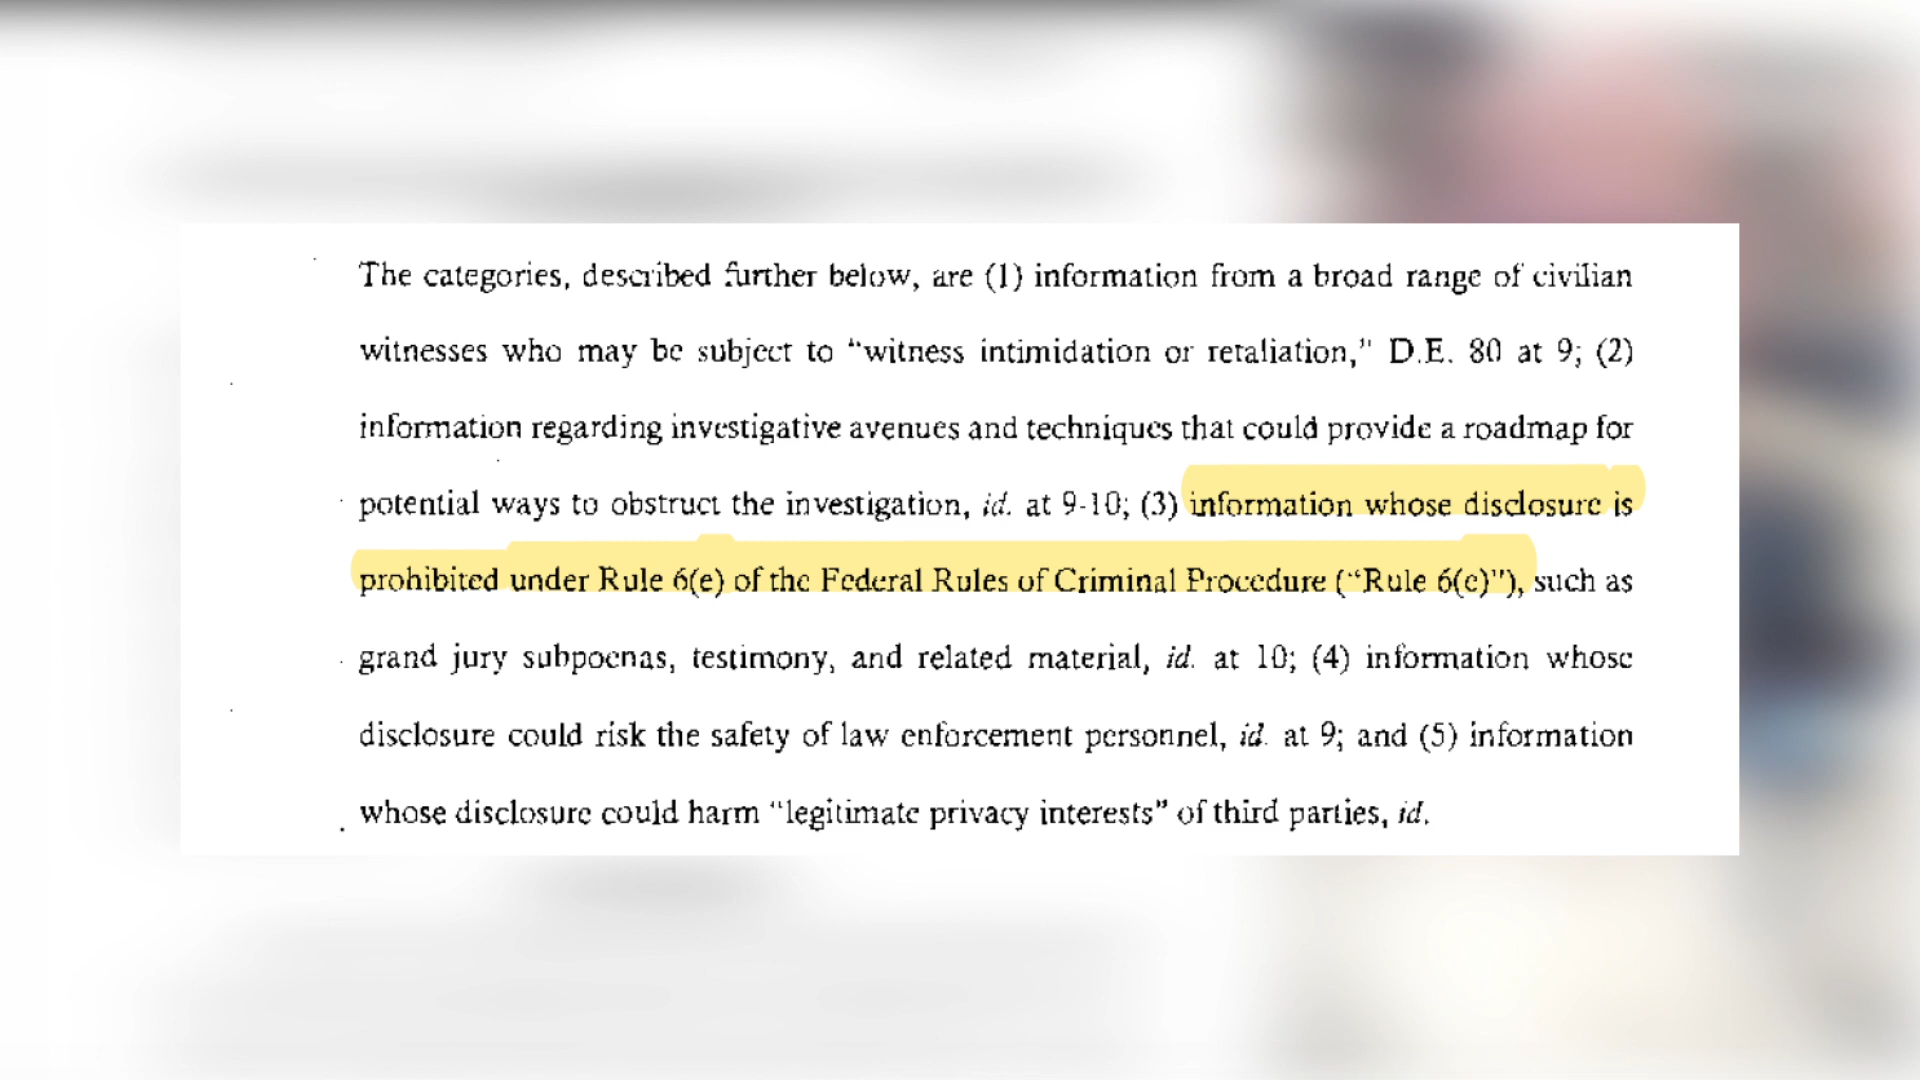 The categories, described further below, are (1) information from a broad range of civilian
witnesses who may be subject to “witness intimidation or retaliation,” D.E. 80 at 9; (2)
information regarding investigative avenues and techniques that could provide a roadmap for
potential ways to obstruct the investigation, id. at 9-10; (3) information whose disclosure is
prohibited under Rule 6(e) of the Federal Rules of Criminal Procedure (“Rule 6(e)”), such as
grand jury subpoenas, testimony, and related material, id. at 10; (4) information whose
disclosure could risk the safety of law enforcement personnel, id. at 9; and (5) information
whose disclosure could harm “legitimate privacy interests” of third parties, id.